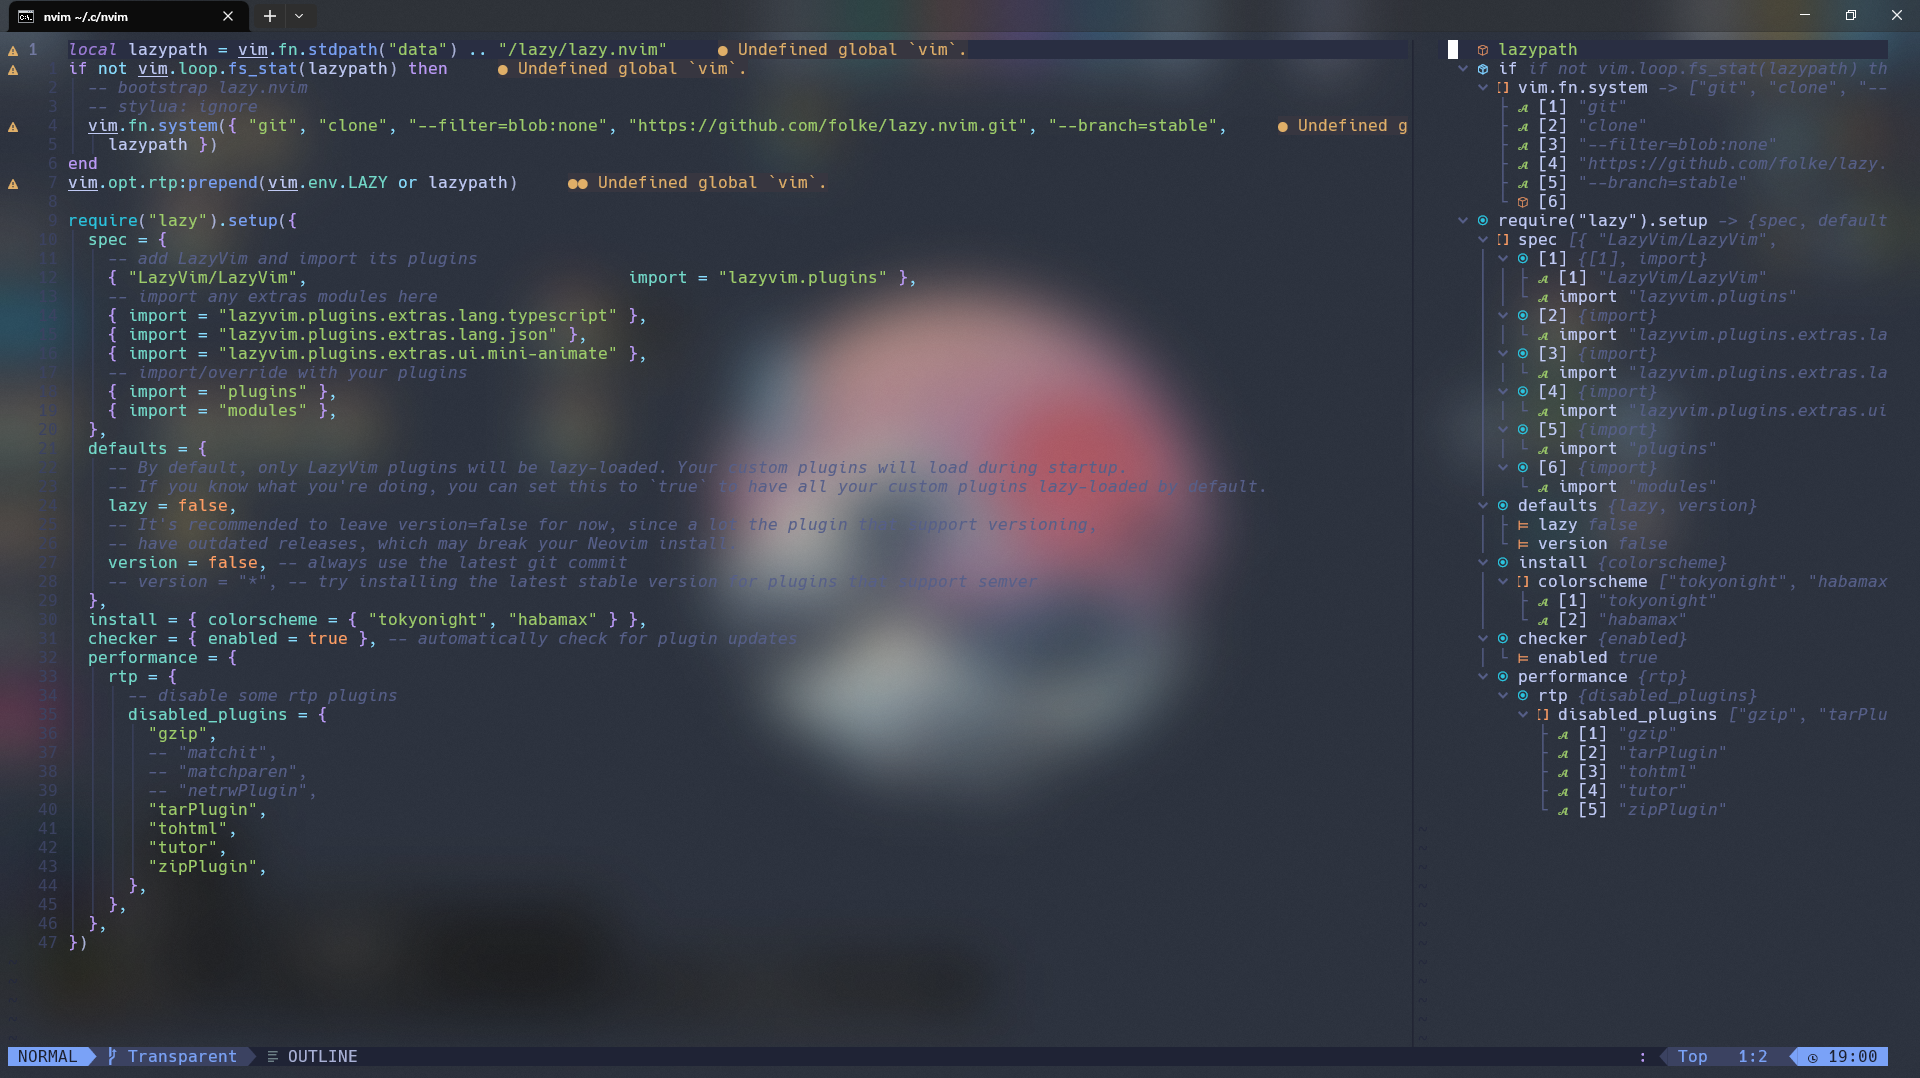 nvim ~/.c/nvim
1 local lazypath = vim.fn.stdpath("data") .. "/lazy/lazy.nvim" ● Undefined global `vim`.
if not vim.loop.fs_stat(lazypath) then ● Undefined global `vim`.
2 -- bootstrap lazy.nvim
3 -- stylua: ignore
4 vim.fn.system({ "git", "clone", "--filter=blob:none", "https://github.com/folke/lazy.nvim.git", "--branch=stable", ● Undefined g
5 lazypath })
6 end
7 vim.opt.rtp:prepend(vim.env.LAZY or lazypath) ●● Undefined global `vim`.
8
9 require("lazy").setup({
10 spec = {
11 -- add LazyVim and import its plugins
12 { "LazyVim/LazyVim", import = "lazyvim.plugins" },
13 -- import any extras modules here
14 { import = "lazyvim.plugins.extras.lang.typescript" },
15 { import = "lazyvim.plugins.extras.lang.json" },
16 { import = "lazyvim.plugins.extras.ui.mini-animate" },
17 -- import/override with your plugins
18 { import = "plugins" },
19 { import = "modules" },
20 },
21 defaults = {
22 -- By default, only LazyVim plugins will be lazy-loaded. Your custom plugins will load during startup.
23 -- If you know what you're doing, you can set this to `true` to have all your custom plugins lazy-loaded by default.
24 lazy = false,
25 -- It's recommended to leave version=false for now, since a lot the plugin that support versioning,
26 -- have outdated releases, which may break your Neovim install.
27 version = false, -- always use the latest git commit
28 -- version = "*", -- try installing the latest stable version for plugins that support semver
29 },
30 install = { colorscheme = { "tokyonight", "habamax" } },
31 checker = { enabled = true }, -- automatically check for plugin updates
32 performance = {
33 rtp = {
34 -- disable some rtp plugins
35 disabled_plugins = {
36 "gzip",
37 -- "matchit",
38 -- "matchparen",
39 -- "netrwPlugin",
40 "tarPlugin",
41 "tohtml",
42 "tutor",
43 "zipPlugin",
44 },
45 },
46 },
47 })
lazypath
if if not vim.loop.fs_stat(lazypath) th
vim.fn.system -> ["git", "clone", "--
[1] "git"
[2] "clone"
[3] "--filter=blob:none"
[4] "https://github.com/folke/lazy.
[5] "--branch=stable"
[6]
require("lazy").setup -> {spec, default
spec [{ "LazyVim/LazyVim",
[1] {[1], import}
[1] "LazyVim/LazyVim"
import "lazyvim.plugins"
[2] {import}
import "lazyvim.plugins.extras.la
[3] {import}
import "lazyvim.plugins.extras.la
[4] {import}
import "lazyvim.plugins.extras.ui
[5] {import}
import "plugins"
[6] {import}
import "modules"
defaults {lazy, version}
lazy false
version false
install {colorscheme}
colorscheme ["tokyonight", "habamax
[1] "tokyonight"
[2] "habamax"
checker {enabled}
enabled true
performance {rtp}
rtp {disabled_plugins}
disabled_plugins ["gzip", "tarPlu
[1] "gzip"
[2] "tarPlugin"
[3] "tohtml"
[4] "tutor"
[5] "zipPlugin"
NORMAL Transparent OUTLINE : Top 1:2 19:00